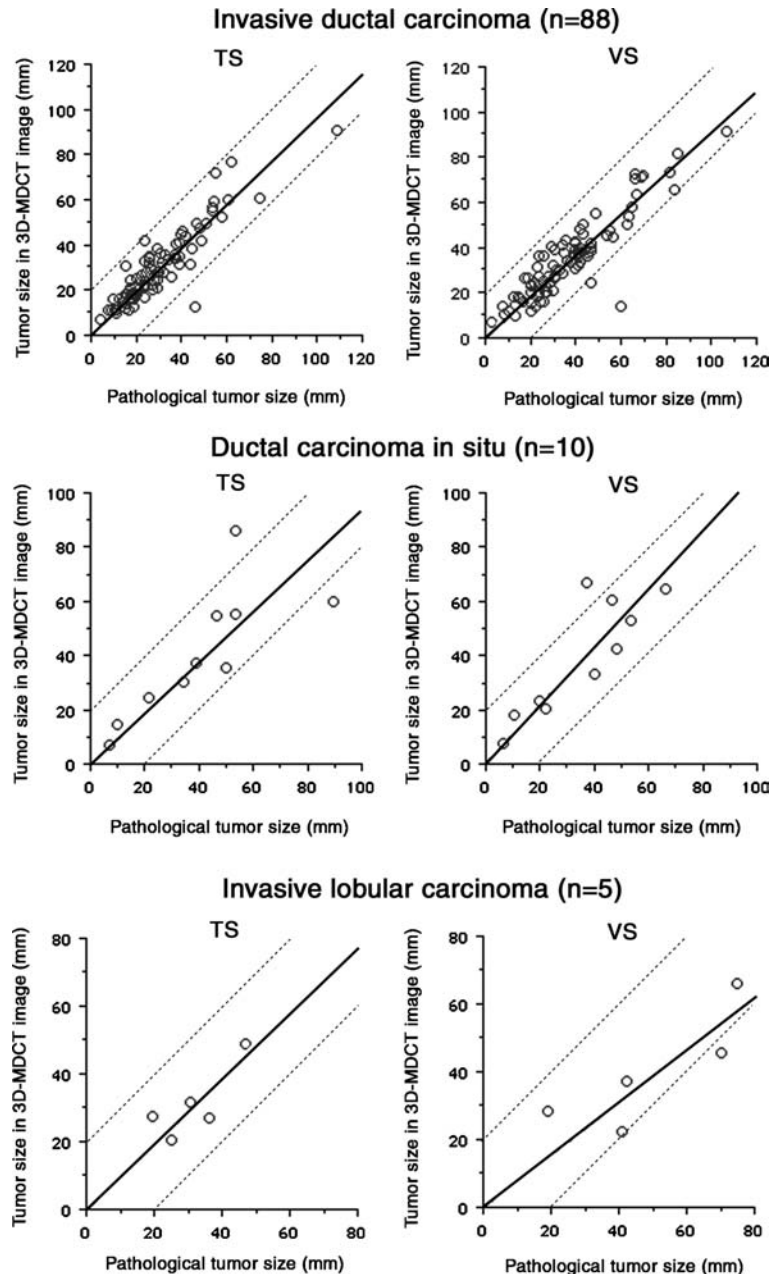 Invasive ductal carcinoma (n=88)
TS
VS
Tumor size in 3D-MDCT image (mm)
120
100
80
60
40
20
0
0 20 40 60 80 100 120
Pathological tumor size (mm)
Tumor size in 3D-MDCT image (mm)
120
100
80
60
40
20
0
0 20 40 60 80 100 120
Pathological tumor size (mm)
Ductal carcinoma in situ (n=10)
TS
VS
Tumor size in 3D-MDCT image (mm)
100
80
60
40
20
0
0 20 40 60 80 100
Pathological tumor size (mm)
Tumor size in 3D-MDCT image (mm)
100
80
60
40
20
0
0 20 40 60 80 100
Pathological tumor size (mm)
Invasive lobular carcinoma (n=5)
TS
VS
Tumor size in 3D-MDCT image (mm)
80
60
40
20
0
0 20 40 60 80
Pathological tumor size (mm)
Tumor size in 3D-MDCT image (mm)
80
60
40
20
0
0 20 40 60 80
Pathological tumor size (mm)